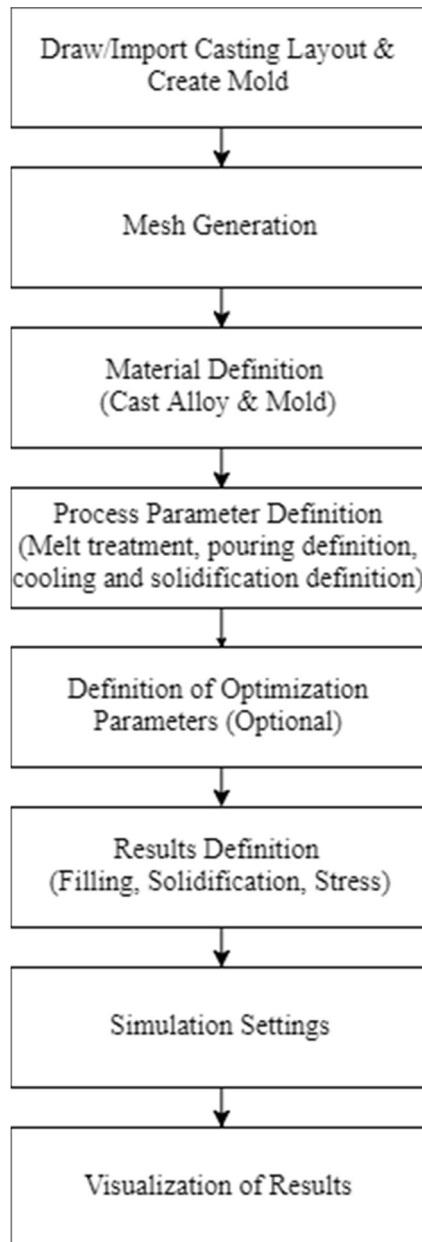 Draw/Import Casting Layout &
Create Mold
Mesh Generation
Material Definition
(Cast Alloy & Mold)
Process Parameter Definition
(Melt treatment, pouring definition,
cooling and solidification definition)
Definition of Optimization
Parameters (Optional)
Results Definition
(Filling, Solidification, Stress)
Simulation Settings
Visualization of Results